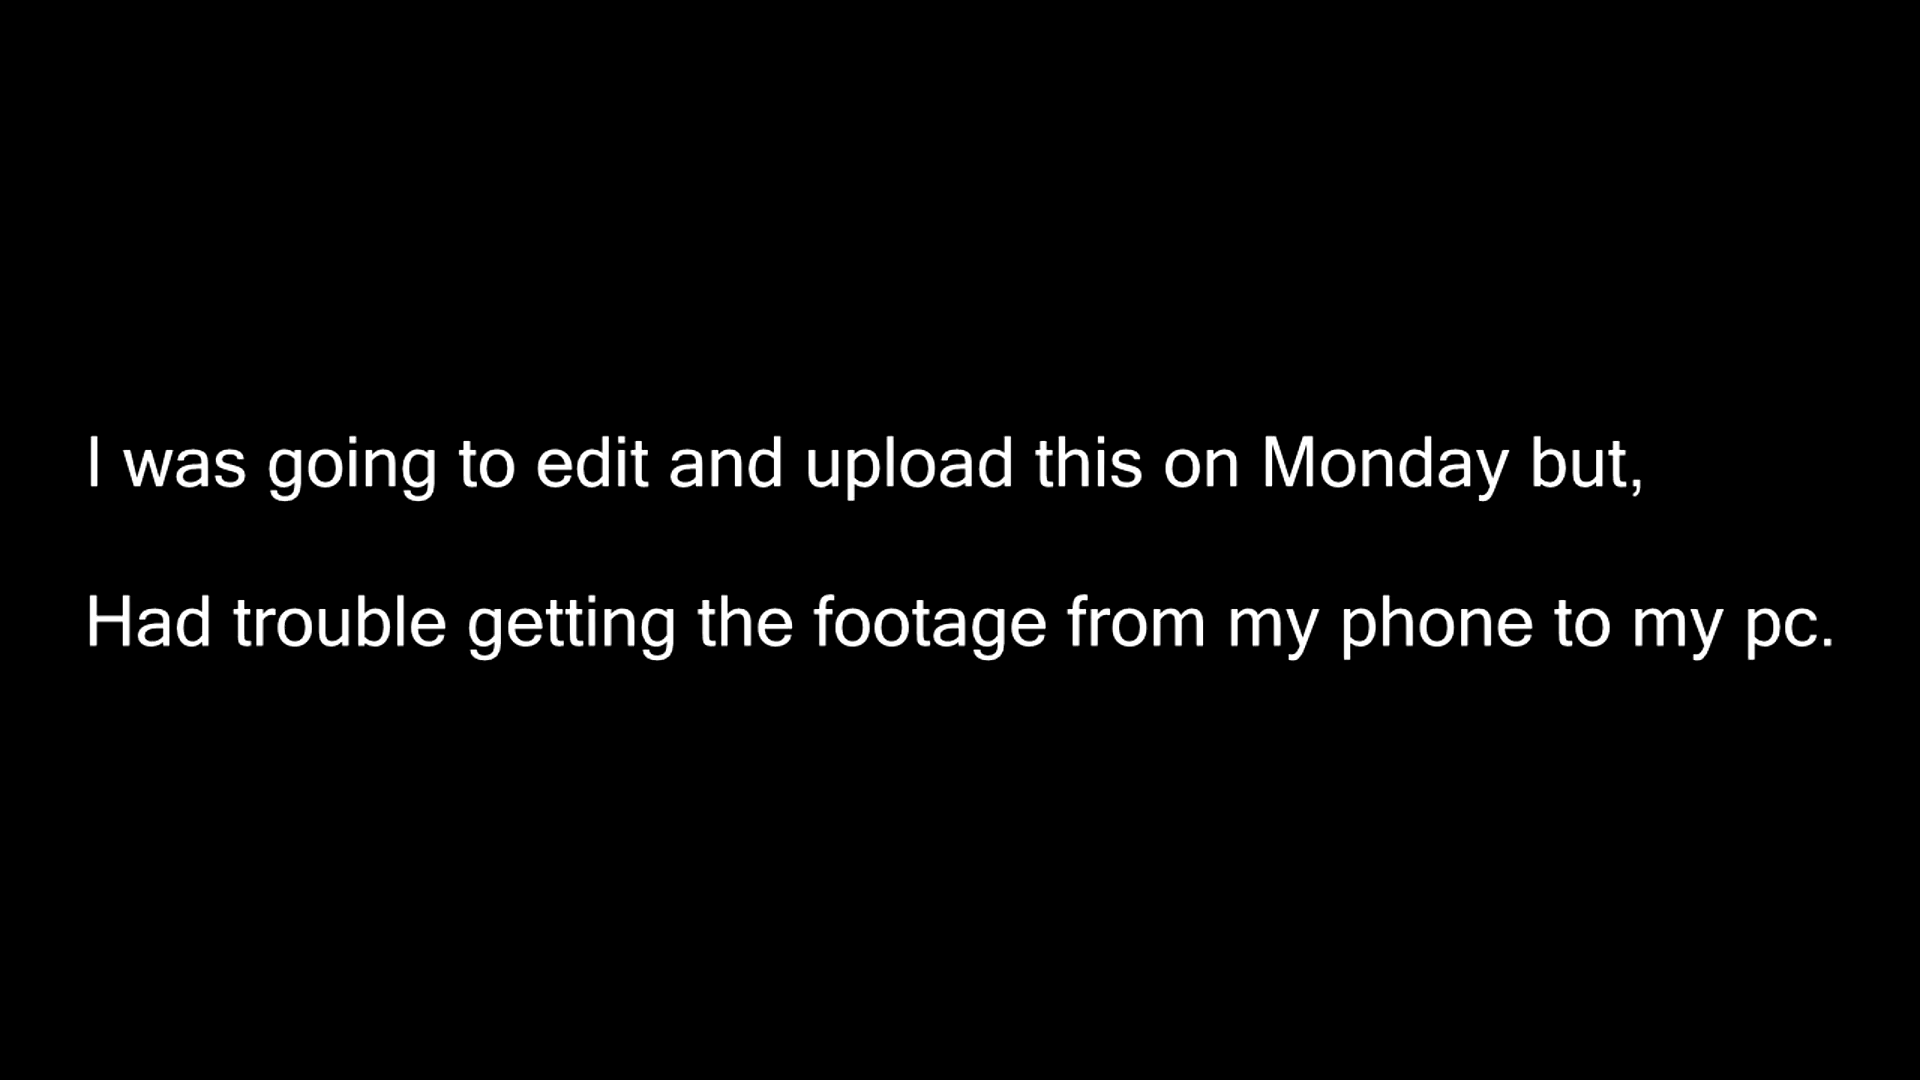 I was going to edit and upload this on Monday but,
Had trouble getting the footage from my phone to my pc.